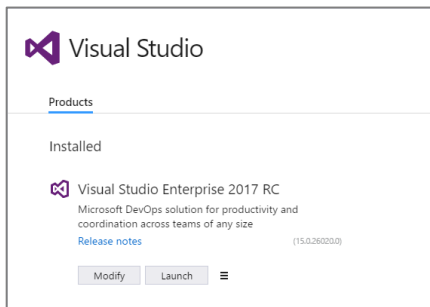 Visual Studio
Products
Installed
Visual Studio Enterprise 2017 RC
Microsoft DevOps solution for productivity and
coordination across teams of any size
Release notes (15.0.26020.0)
Modify Launch